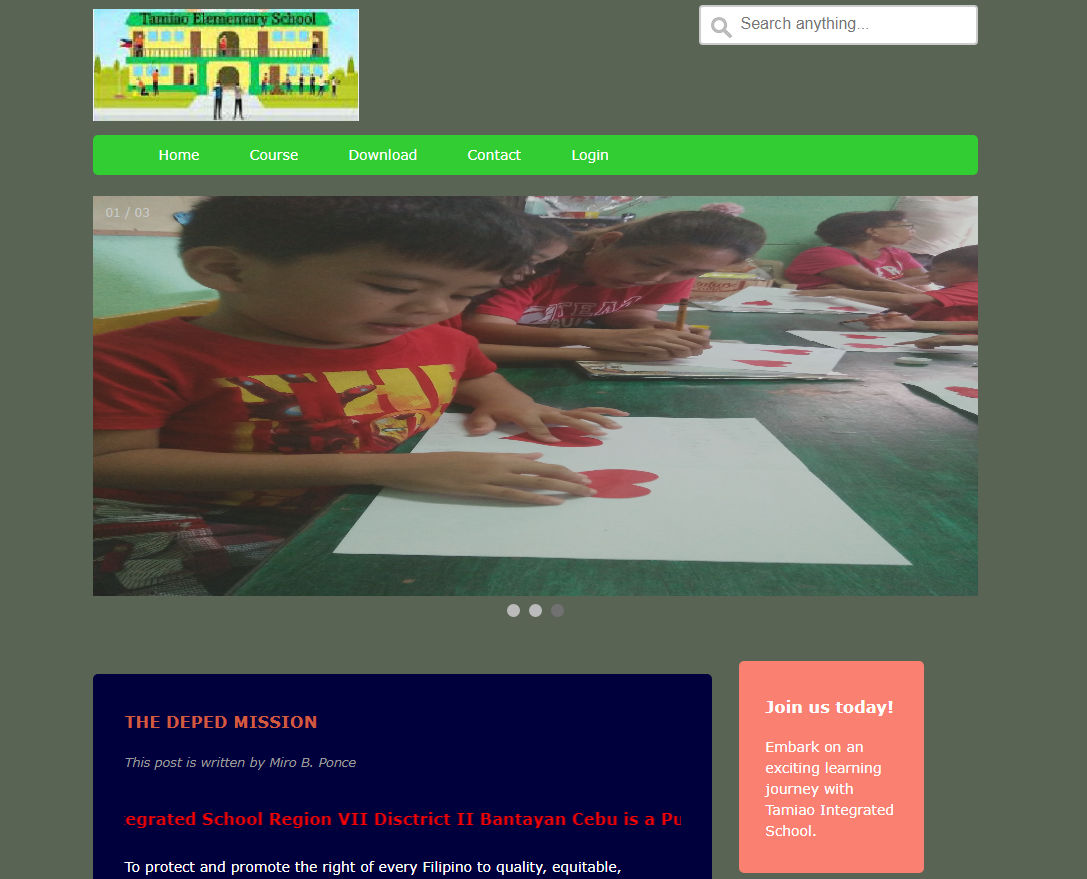 Tamiao Elementary School
Search anything...
Home Course Download Contact Login
01 / 03
STEAM
THE DEPED MISSION
This post is written by Miro B. Ponce
egrated School Region VII Disctrict II Bantayan Cebu is a Pu
To protect and promote the right of every Filipino to quality, equitable,
Join us today!
Embark on an
exciting learning
journey with
Tamiao Integrated
School.